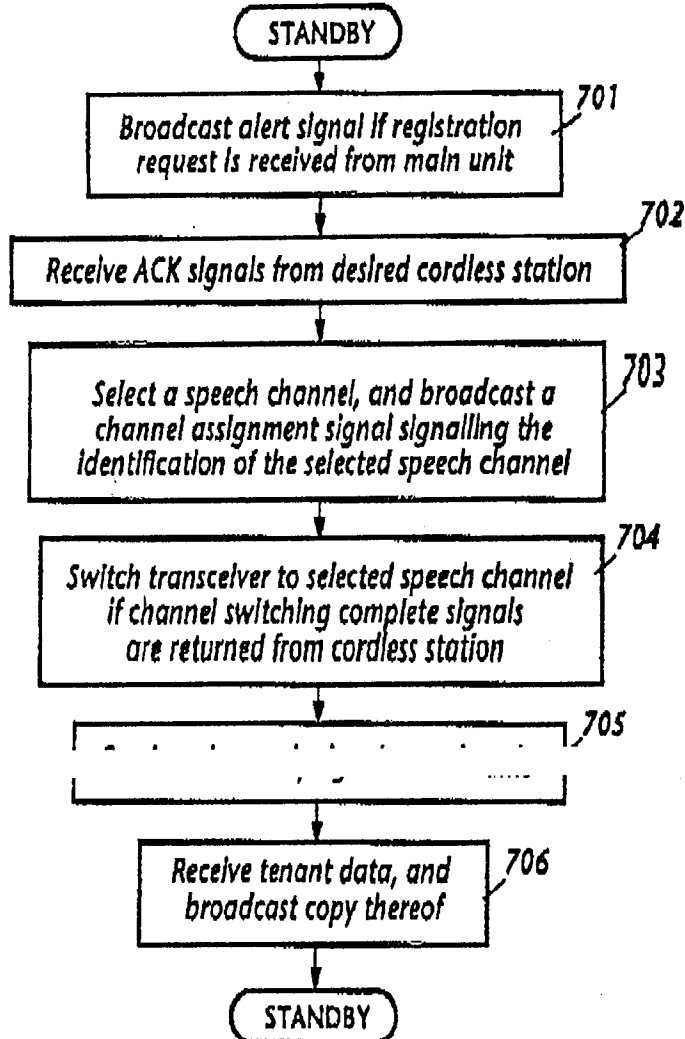 STANDBY
701
Broadcast alert signal if registration
request is received from main unit
702
Receive ACK signals from desired cordless station
703
Select a speech channel, and broadcast a
channel assignment signal signalling the
identification of the selected speech channel
704
Switch transceiver to selected speech channel
if channel switching complete signals
are returned from cordless station
705
706
Receive tenant data, and
broadcast copy thereof
STANDBY